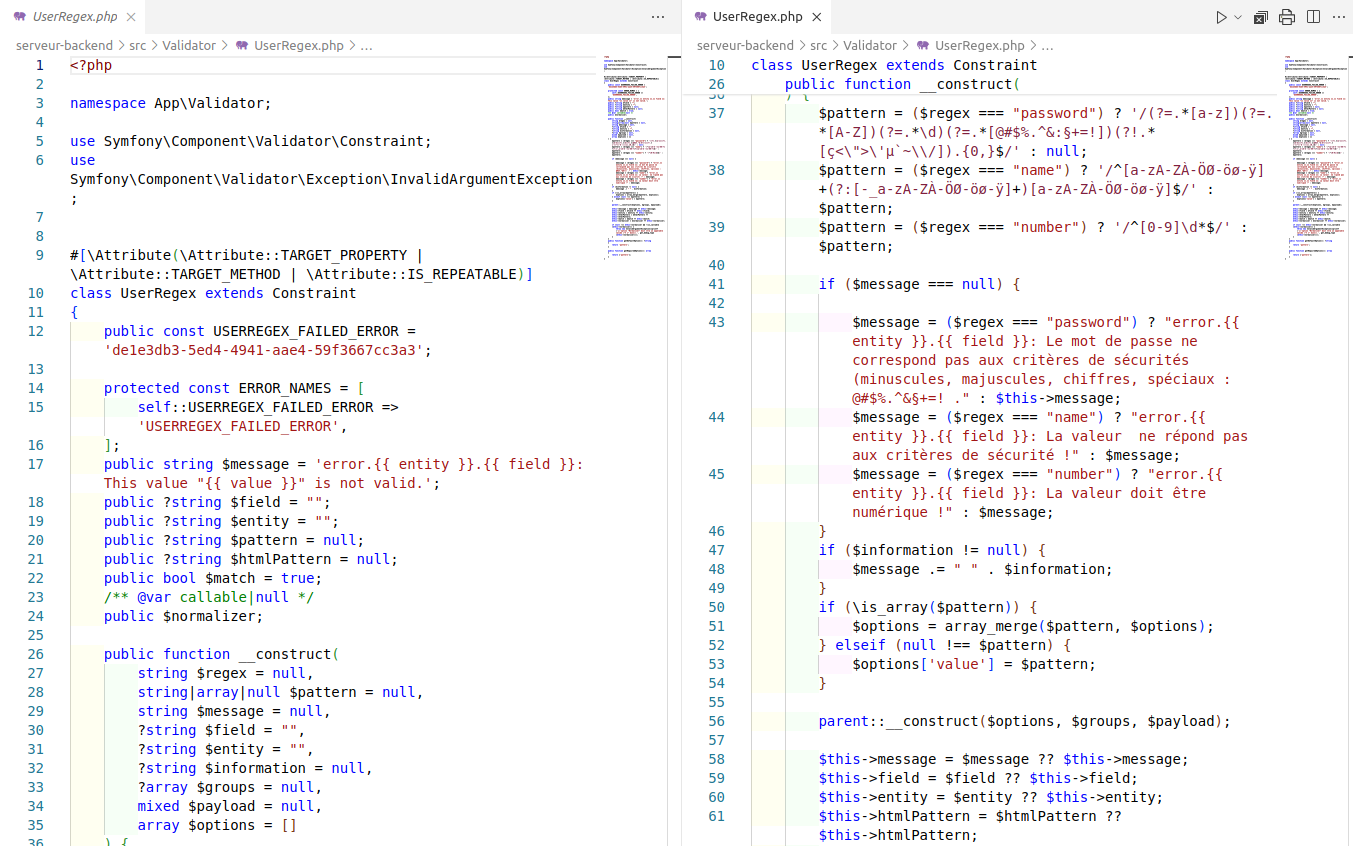 UserRegex.php
serveur-backend > src > Validator > UserRegex.php > ...
1 <?php
2
3 namespace App\Validator;
4
5 use Symfony\Component\Validator\Constraint;
6 use
Symfony\Component\Validator\Exception\InvalidArgumentException
;
7
8
9 #[\Attribute(\Attribute::TARGET_PROPERTY |
\Attribute::TARGET_METHOD | \Attribute::IS_REPEATABLE)]
10 class UserRegex extends Constraint
11 {
12 public const USERREGEX_FAILED_ERROR =
'de1e3db3-5ed4-4941-aae4-59f3667cc3a3';
13
14 protected const ERROR_NAMES = [
15 self::USERREGEX_FAILED_ERROR =>
'USERREGEX_FAILED_ERROR',
16 ];
17 public string $message = 'error.{{ entity }}.{{ field }}:
This value "{{ value }}" is not valid.';
18 public ?string $field = "";
19 public ?string $entity = "";
20 public ?string $pattern = null;
21 public ?string $htmlPattern = null;
22 public bool $match = true;
23 /** @var callable|null */
24 public $normalizer;
25
26 public function __construct(
27 string $regex = null,
28 string|array|null $pattern = null,
29 string $message = null,
30 ?string $field = "",
31 ?string $entity = "",
32 ?string $information = null,
33 ?array $groups = null,
34 mixed $payload = null,
35 array $options = []
36 ) {
UserRegex.php
serveur-backend > src > Validator > UserRegex.php > ...
10 class UserRegex extends Constraint
26 public function __construct(
36 ) {
37 $pattern = ($regex === "password") ? '/(?=.*[a-z])(?=.
*[A-Z])(?=.*\d)(?=.*[@#$%.^&:§+=!])(?!.*
[ç<\">\'µ`~\\/]).{0,}$/' : null;
38 $pattern = ($regex === "name") ? '/^[a-zA-ZÀ-ÖØ-öø-ÿ]
+(?:[-_a-zA-ZÀ-ÖØ-öø-ÿ]+)[a-zA-ZÀ-ÖØ-öø-ÿ]$/' :
$pattern;
39 $pattern = ($regex === "number") ? '/^[0-9]\d*$/' :
$pattern;
40
41 if ($message === null) {
42
43 $message = ($regex === "password") ? "error.{{
entity }}.{{ field }}: Le mot de passe ne
correspond pas aux critères de sécurités
(minuscules, majuscules, chiffres, spéciaux :
@#$%.^&§+=! ." : $this->message;
44 $message = ($regex === "name") ? "error.{{
entity }}.{{ field }}: La valeur  ne répond pas
aux critères de sécurité !" : $message;
45 $message = ($regex === "number") ? "error.{{
entity }}.{{ field }}: La valeur doit être
numérique !" : $message;
46 }
47 if ($information != null) {
48 $message .= " " . $information;
49 }
50 if (\is_array($pattern)) {
51 $options = array_merge($pattern, $options);
52 } elseif (null !== $pattern) {
53 $options['value'] = $pattern;
54 }
55
56 parent::__construct($options, $groups, $payload);
57
58 $this->message = $message ?? $this->message;
59 $this->field = $field ?? $this->field;
60 $this->entity = $entity ?? $this->entity;
61 $this->htmlPattern = $htmlPattern ??
$this->htmlPattern;